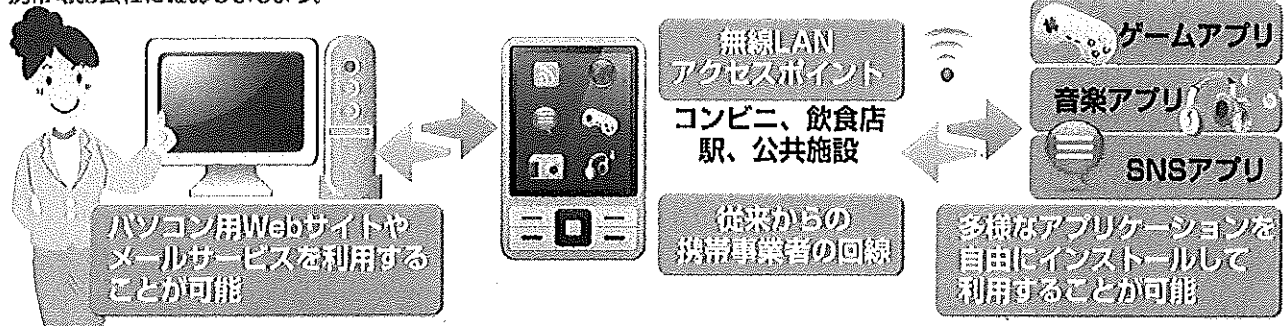 パソコン用Webサイトや
メールサービスを利用する
ことが可能
無線LAN
アクセスポイント
コンビニ、飲食店
駅、公共施設
従来からの
携帯事業者の回線
ゲームアプリ
音楽アプリ
SNSアプリ
多様なアプリケーションを
自由にインストールして
利用することが可能